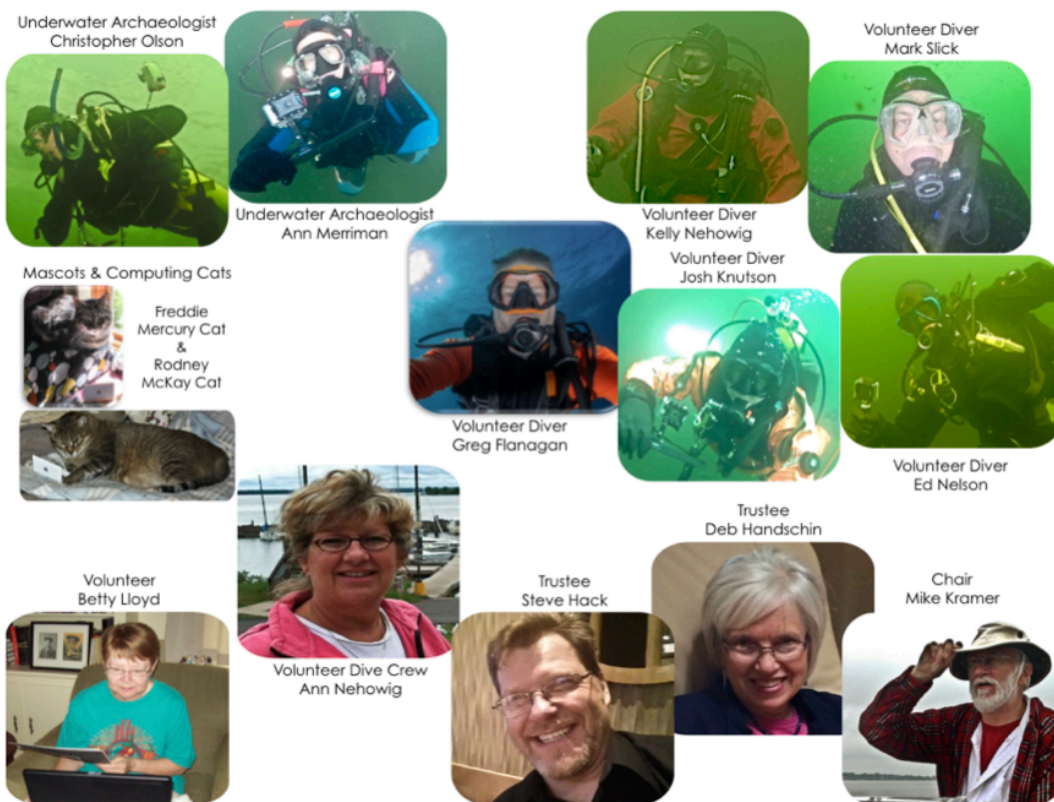 Underwater Archaeologist
Christopher Olson
Underwater Archaeologist
Ann Merriman
Volunteer Diver
Kelly Nehowig
Volunteer Diver
Mark Slick
Mascots & Computing Cats
Freddie
Mercury Cat
&
Rodney
McKay Cat
Volunteer Diver
Greg Flanagan
Volunteer Diver
Josh Knutson
Volunteer Diver
Ed Nelson
Volunteer
Betty Lloyd
Volunteer Dive Crew
Ann Nehowig
Trustee
Steve Hack
Trustee
Deb Handschin
Chair
Mike Kramer